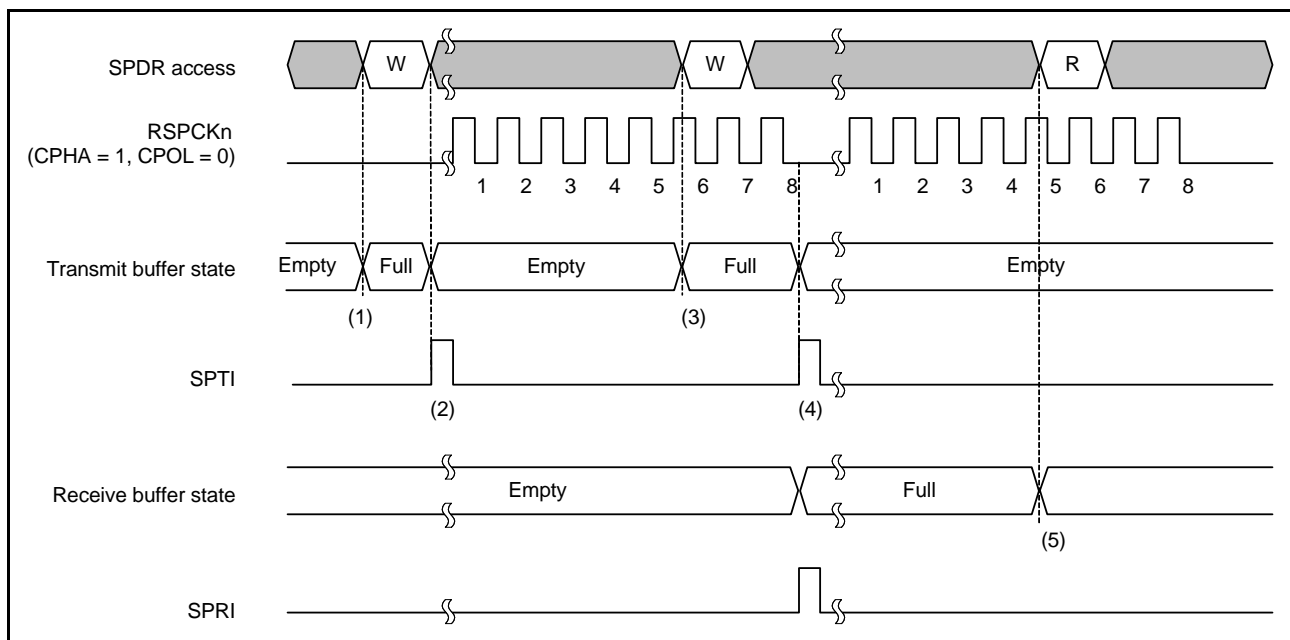 SPDR access W W R
RSPCKn
(CPHA = 1, CPOL = 0)
1 2 3 4 5 6 7 8 1 2 3 4 5 6 7 8
Transmit buffer state Empty Full Empty Full Empty
(1) (3)
SPTI
(2) (4)
Receive buffer state Empty Full
(5)
SPRI